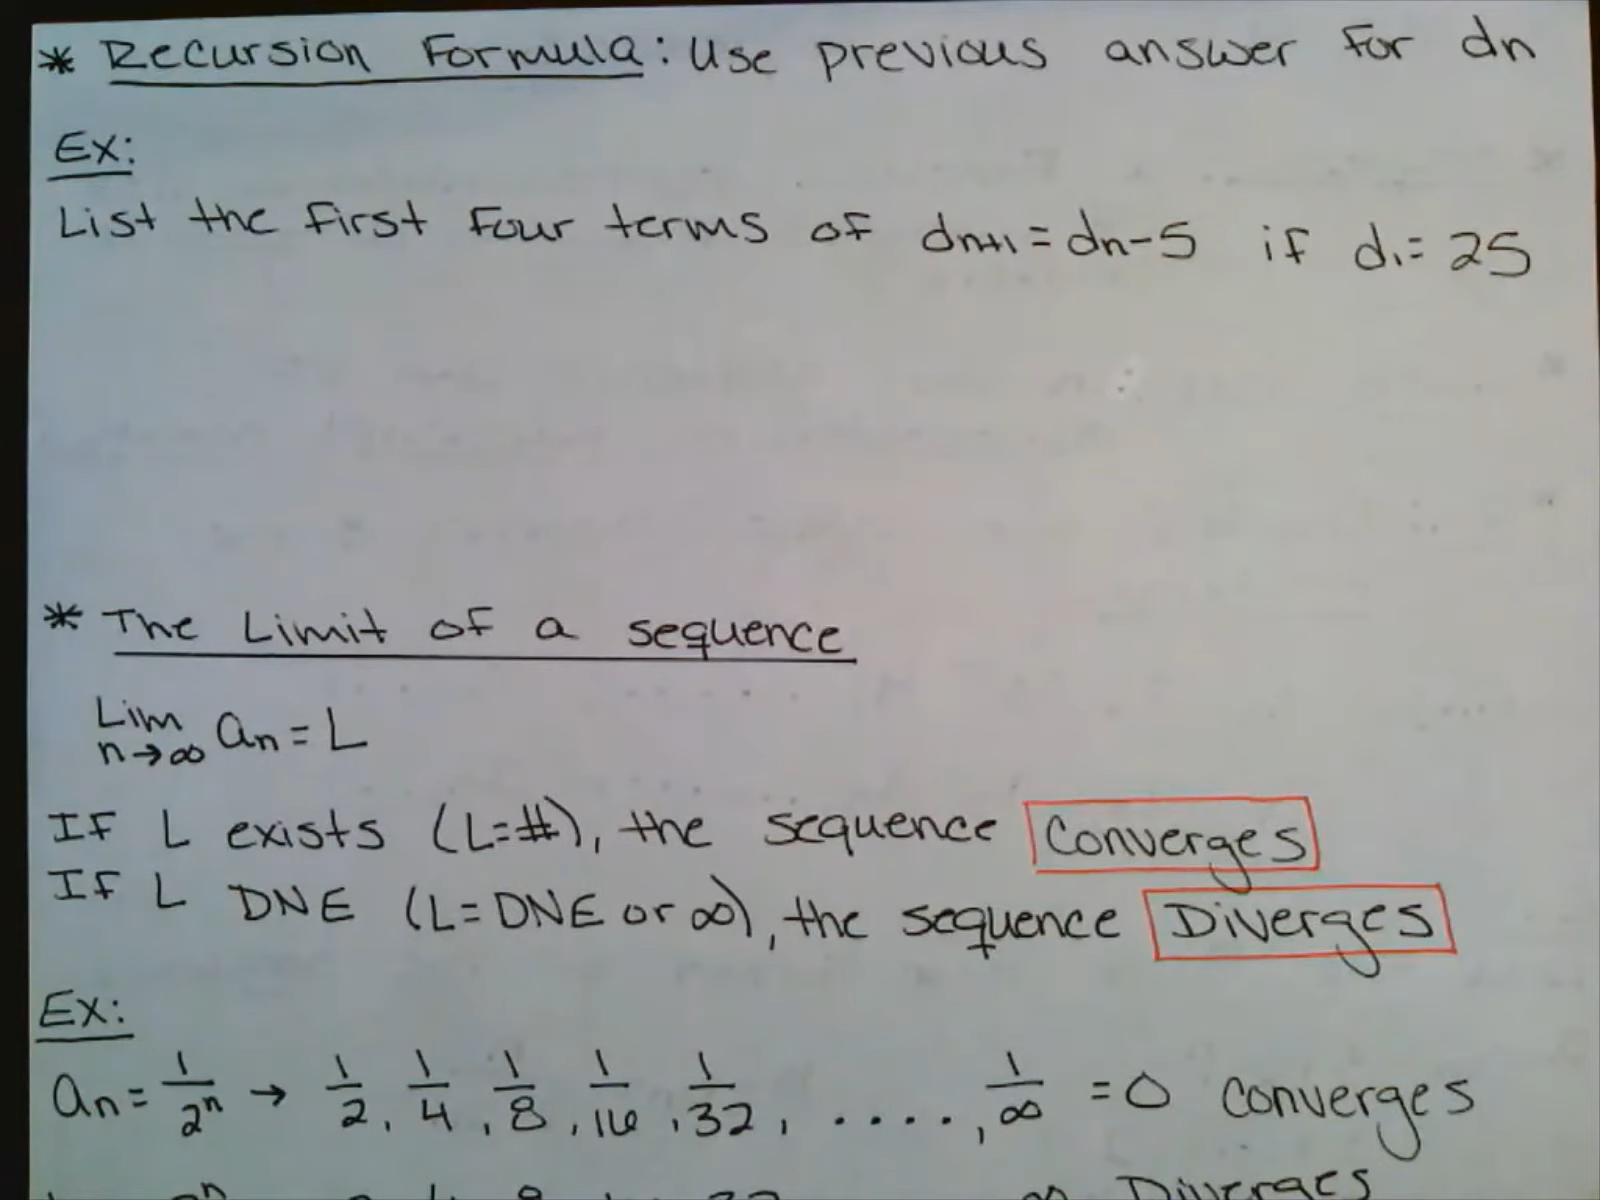 * Recursion Formula: Use previous answer for dn
Ex:
List the first four terms of dn+1 = dn - 5 if d1 = 25
* The Limit of a sequence
Lim n→∞ an = L
If L exists (L=#), the sequence Converges
If L DNE (L=DNE or ∞), the sequence Diverges
Ex:
an = 1/2^n → 1/2, 1/4, 1/8, 1/16, 1/32, ....., 1/∞ = 0 converges
Diverges